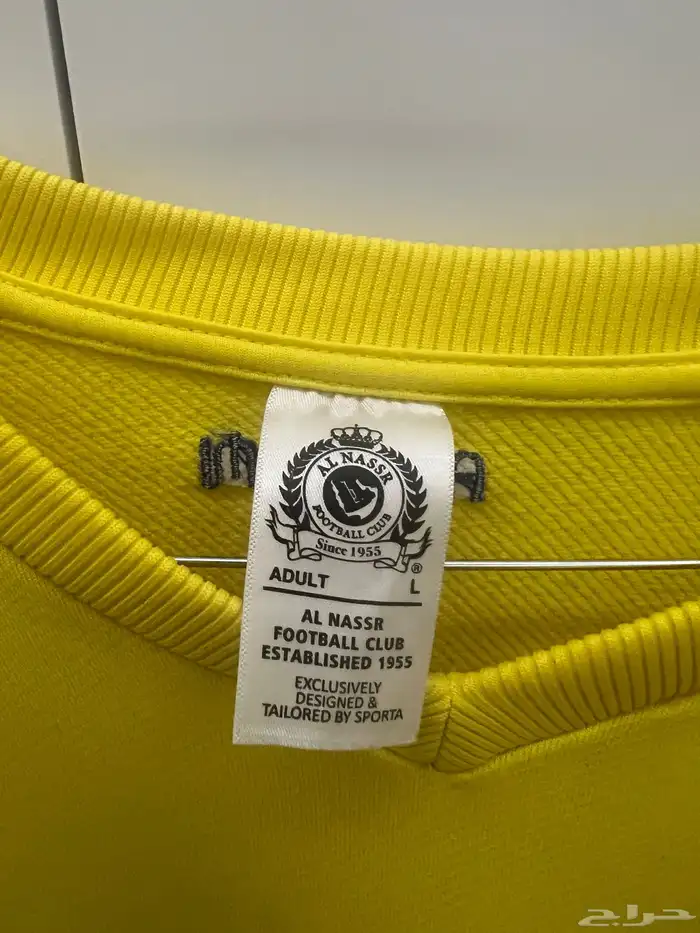 AL NASSR
FOOTBALL CLUB
Since 1955
®
ADULT L
AL NASSR
FOOTBALL CLUB
ESTABLISHED 1955
EXCLUSIVELY
DESIGNED &
TAILORED BY SPORTA
حراج